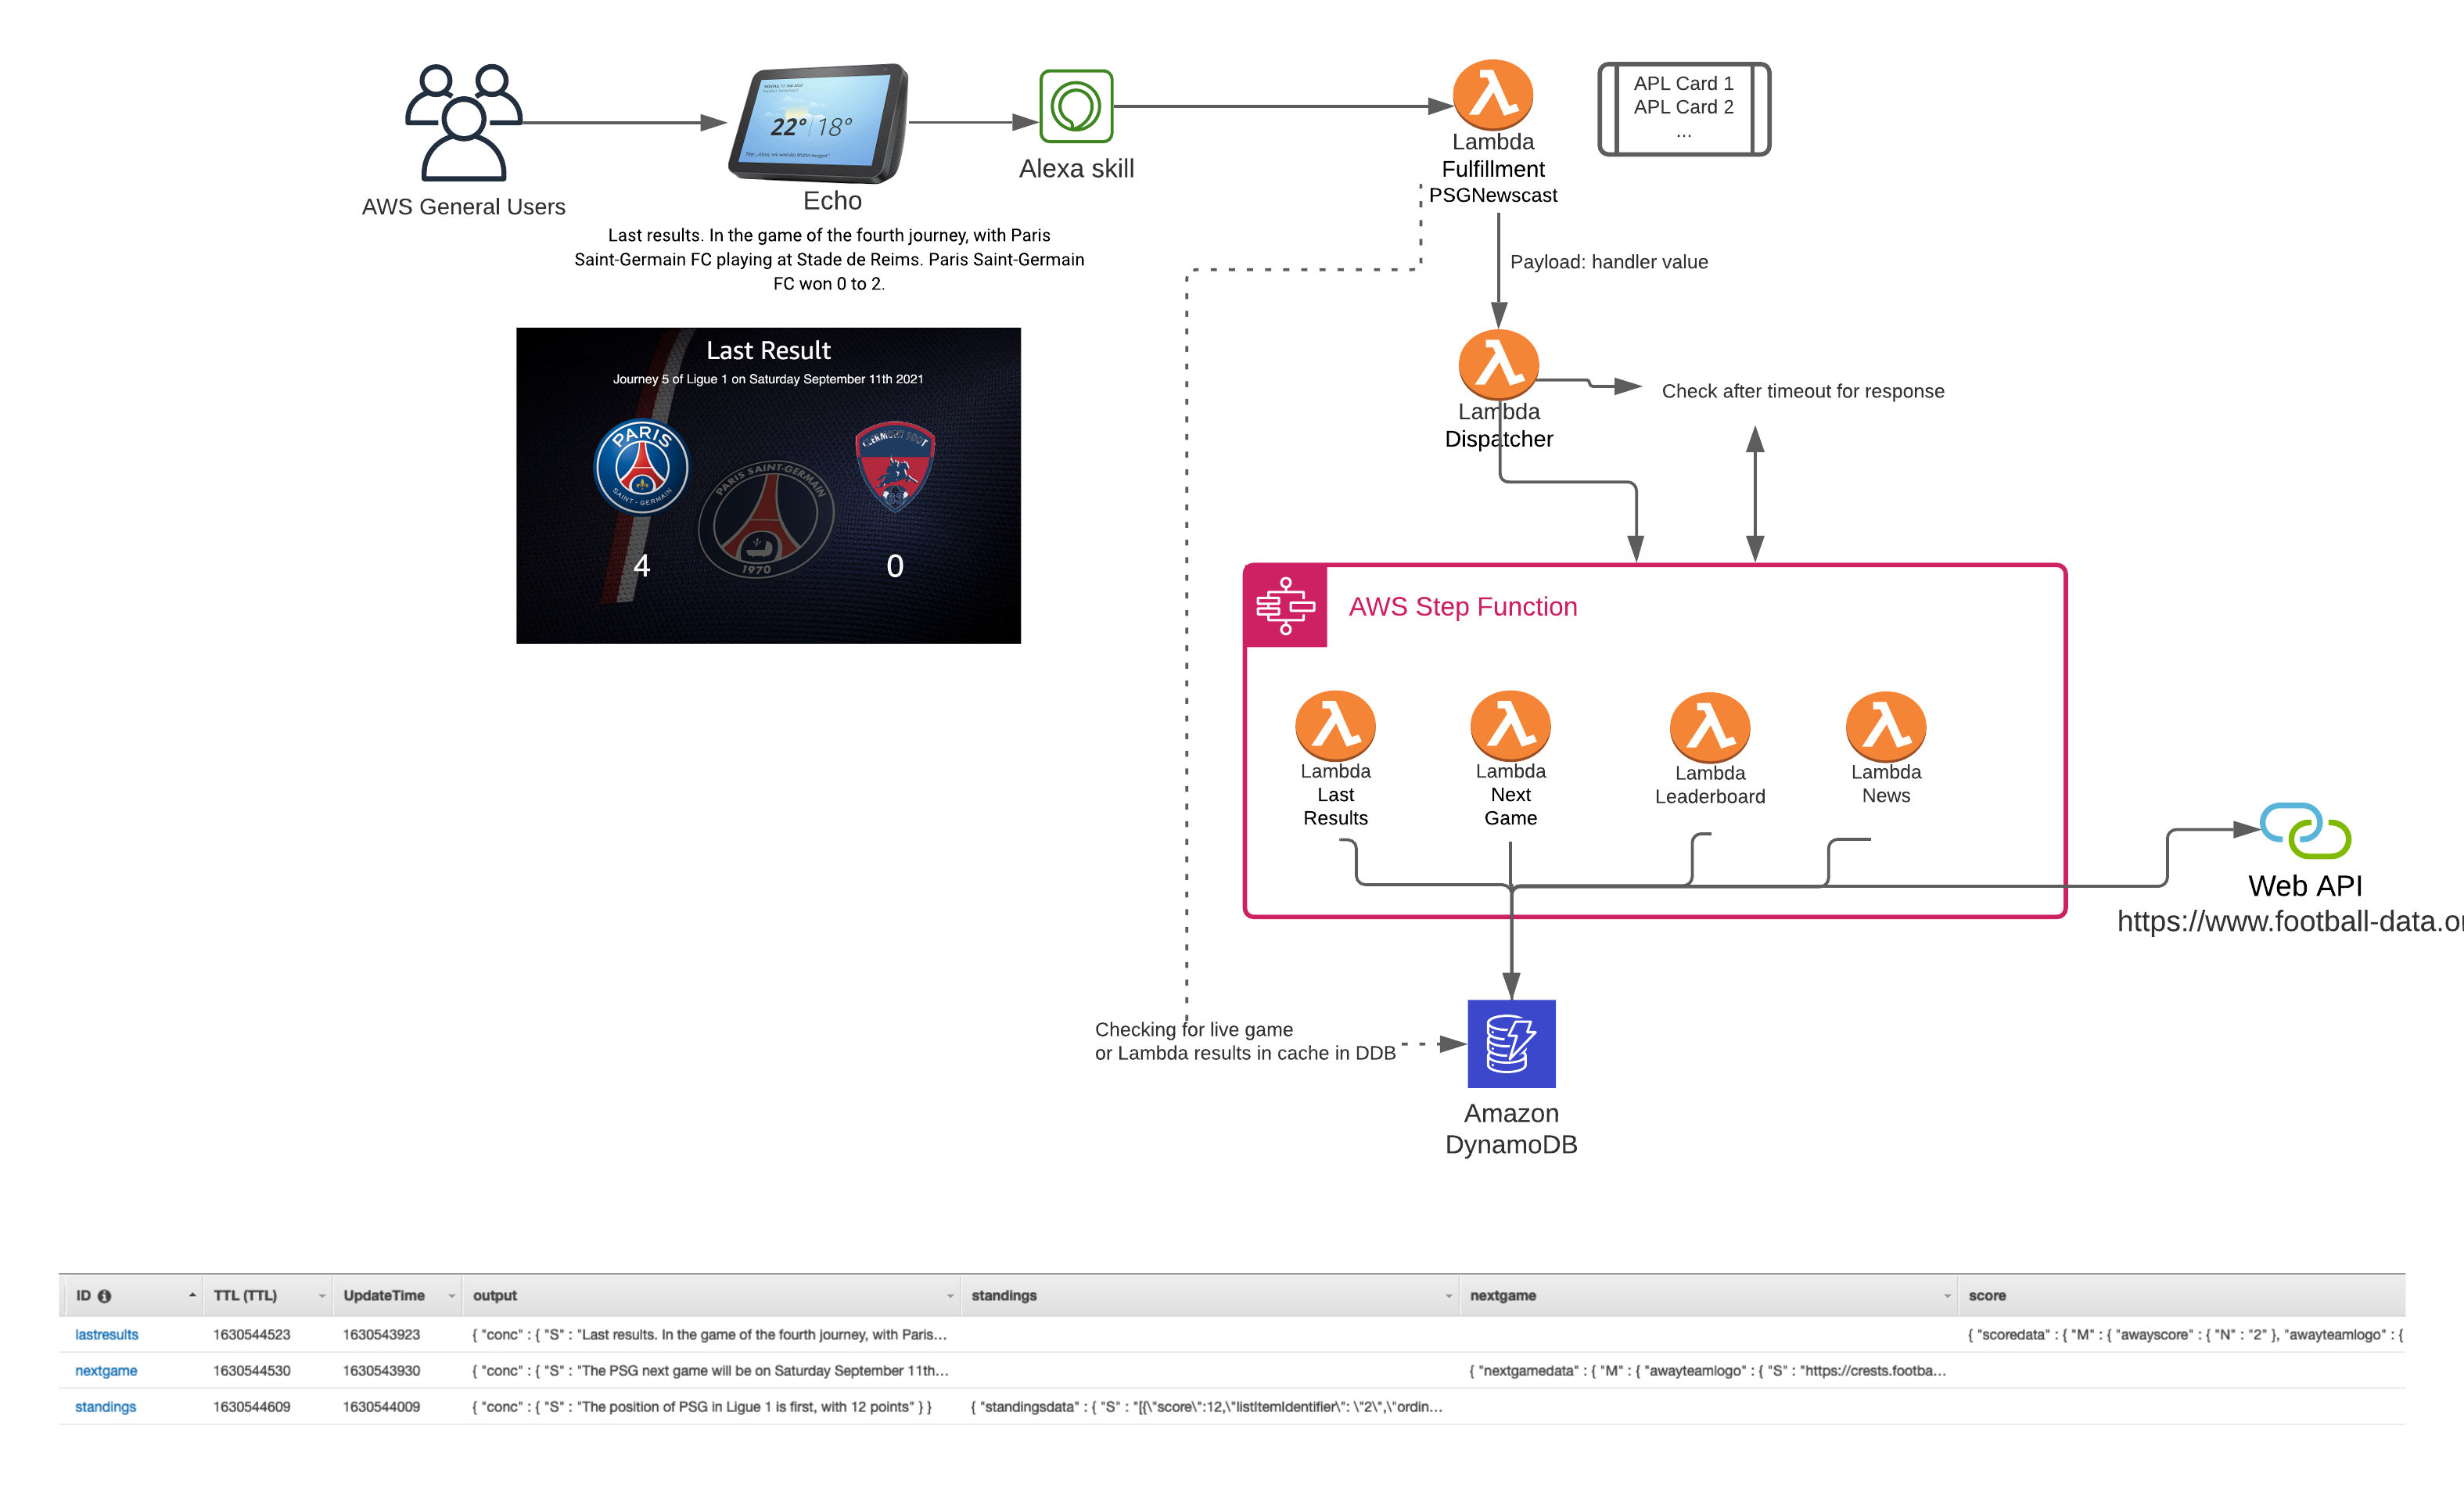 AWS General Users
22° 18°
Echo
Alexa skill
Lambda
Fulfillment
PSGNewscast
APL Card 1
APL Card 2
...
Last results. In the game of the fourth journey, with Paris
Saint-Germain FC playing at Stade de Reims. Paris Saint-Germain
FC won 0 to 2.
Payload: handler value
Last Result
Journey 5 of Ligue 1 on Saturday September 11th 2021
PARIS
SAINT-GERMAIN
CLERMONT FOOT
PARIS SAINT-GERMAIN
1970
4
0
Lambda
Dispatcher
Check after timeout for response
AWS Step Function
Lambda
Last
Results
Lambda
Next
Game
Lambda
Leaderboard
Lambda
News
Web API
https://www.football-data.o
Checking for live game
or Lambda results in cache in DDB
Amazon
DynamoDB
ID TTL (TTL) UpdateTime output standings nextgame score
lastresults 1630544523 1630543923 { "conc" : { "S" : "Last results. In the game of the fourth journey, with Paris... { "scoredata" : { "M" : { "awayscore" : { "N" : "2" }, "awayteamlogo" : {
nextgame 1630544530 1630543930 { "conc" : { "S" : "The PSG next game will be on Saturday September 11th... { "nextgamedata" : { "M" : { "awayteamlogo" : { "S" : "https://crests.footba...
standings 1630544609 1630544009 { "conc" : { "S" : "The position of PSG in Ligue 1 is first, with 12 points" } } { "standingsdata" : { "S" : "[{\"score\":12,\"listItemIdentifier\": \"2\",\"ordin...